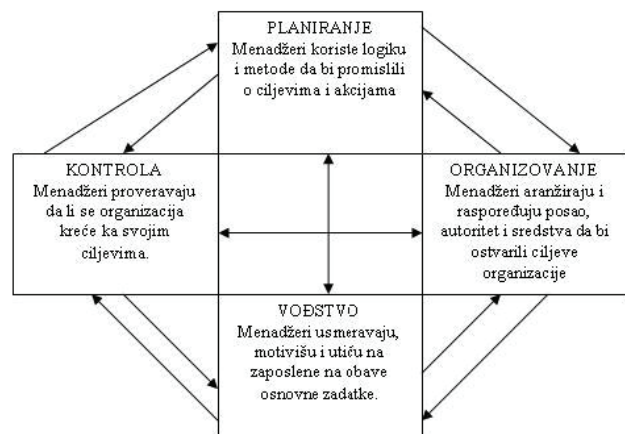 PLANIRANJE
Menadžeri koriste logiku
i metode da bi promislili
o ciljevima i akcijama
KONTROLA
Menadžeri proveravaju
da li se organizacija
kreće ka svojim
ciljevima.
ORGANIZOVANJE
Menadžeri aranžiraju i
raspoređuju posao,
autoritet i sredstva da bi
ostvarili ciljeve
organizacije
VOĐSTVO
Menadžeri usmeravaju,
motivišu i utiču na
zaposlene na obave
osnovne zadatke.